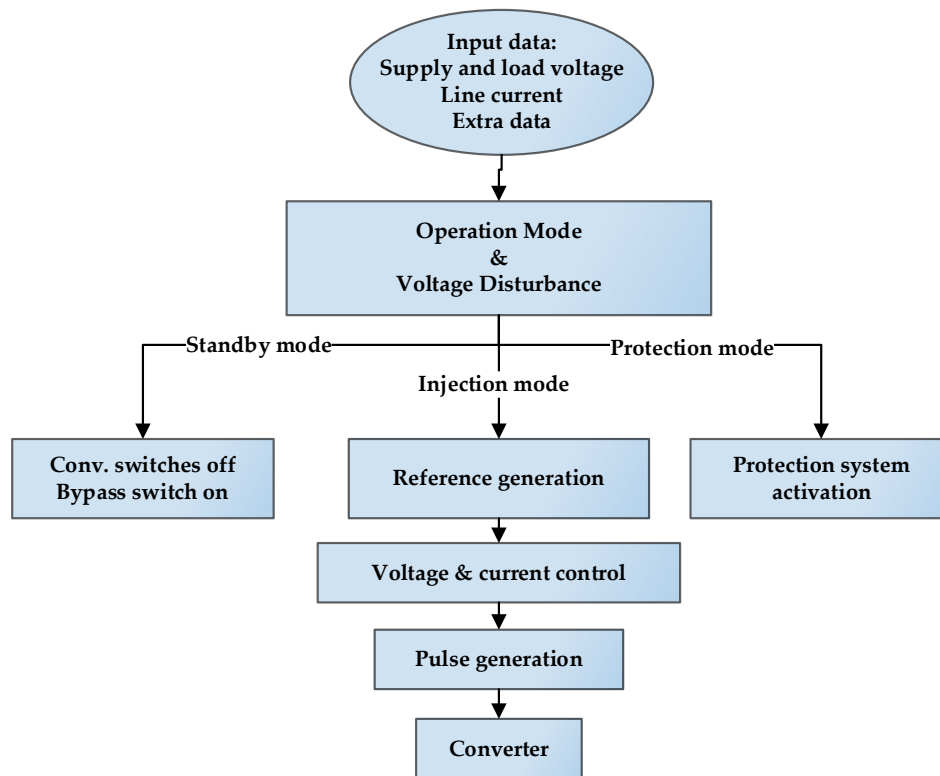 Input data:
Supply and load voltage
Line current
Extra data
Operation Mode
&
Voltage Disturbance
Standby mode
Protection mode
Injection mode
Conv. switches off
Bypass switch on
Reference generation
Protection system
activation
Voltage & current control
Pulse generation
Converter